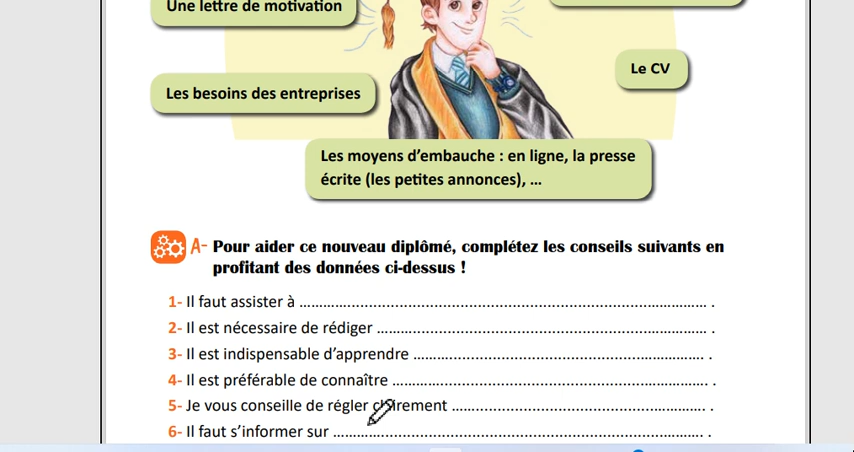 Une lettre de motivation
Le CV
Les besoins des entreprises
Les moyens d'embauche : en ligne, la presse
écrite (les petites annonces), ...
A- Pour aider ce nouveau diplômé, complétez les conseils suivants en
profitant des données ci-dessus !
1- Il faut assister à ........................................ .
2- Il est nécessaire de rédiger ........................................ .
3- Il est indispensable d'apprendre ........................................ .
4- Il est préférable de connaître ........................................ .
5- Je vous conseille de régler clairement ........................................ .
6- Il faut s'informer sur ........................................ .